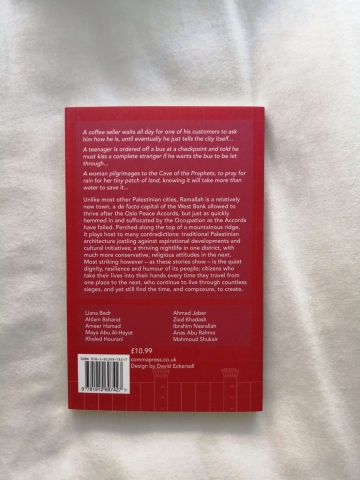 A coffee seller waits all day for one of his customers to ask
him how he is, until eventually he just tells the city itself...
A teenager is ordered off a bus at a checkpoint and told he
must kiss a complete stranger if he wants the bus to be let
through...
A woman pilgrimages to the Cave of the Prophets, to pray
for rain for her tiny patch of land, knowing it will take more than
water to save it...
Unlike most other Palestinian cities, Ramallah is a relatively
new town, a de facto capital of the West Bank allowed to
thrive after the Oslo Peace Accords, but just as quickly
hemmed in and suffocated by the Occupation as the Accords
have failed. Perched along the top of a mountainous ridge,
it plays host to many contradictions: traditional Palestinian
architecture jostling against aspirational developments and
cultural initiatives; a thriving nightlife in one district, with
much more conservative, religious attitudes in the next.
Most striking however – as these stories show – is the quiet
dignity, resilience and humour of its people; citizens who
take their lives into their hands every time they travel from
one place to the next, who continue to live through countless
sieges, and yet still find the time, and composure, to create.
Liana Badr
Ahlam Bsharat
Ameer Hamad
Maya Abu Al-Hayat
Khaled Hourani
Ahmed Jaber
Ziad Khadash
Ibrahim Nasrallah
Anas Abu Rahma
Mahmoud Shukair
£10.99
commapress.co.uk
Design by David Eckersall